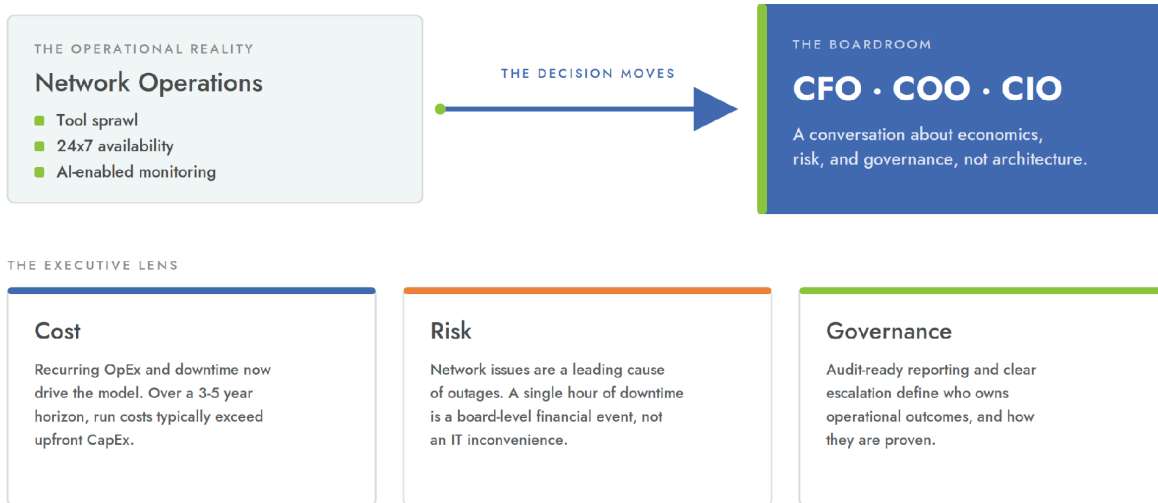 THE OPERATIONAL REALITY
Network Operations
Tool sprawl
24x7 availability
AI-enabled monitoring
THE DECISION MOVES
THE BOARDROOM
CFO · COO · CIO
A conversation about economics,
risk, and governance, not architecture.
THE EXECUTIVE LENS
Cost
Recurring OpEx and downtime now
drive the model. Over a 3-5 year
horizon, run costs typically exceed
upfront CapEx.
Risk
Network issues are a leading cause
of outages. A single hour of downtime
is a board-level financial event, not
an IT inconvenience.
Governance
Audit-ready reporting and clear
escalation define who owns
operational outcomes, and how
they are proven.